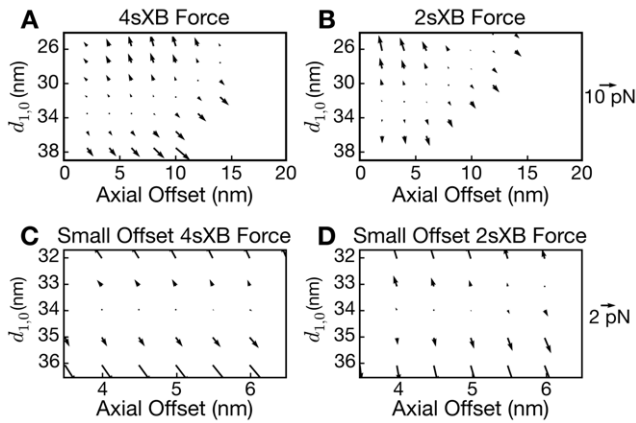 A 4sXB Force
B 2sXB Force
26
30
34
38
d1,0 (nm)
0 5 10 15 20
Axial Offset (nm)
26
30
34
38
d1,0 (nm)
0 5 10 15 20
Axial Offset (nm)
10 pN
C Small Offset 4sXB Force
D Small Offset 2sXB Force
32
33
34
35
36
d1,0 (nm)
4 5 6
Axial Offset (nm)
32
33
34
35
36
d1,0 (nm)
4 5 6
Axial Offset (nm)
2 pN